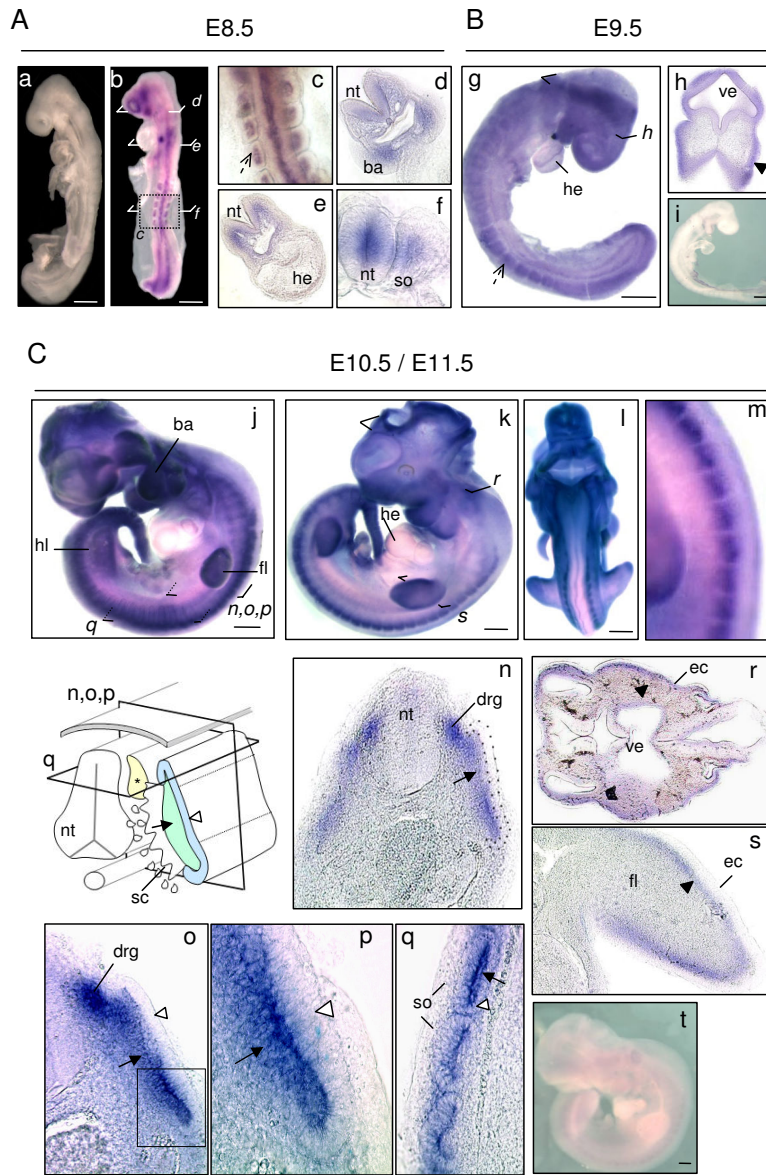 A
E8.5
B
E9.5
a
b
d
e
f
c
c
nt
d
ba
nt
e
he
f
nt
so
g
h
he
h
ve
i
C
E10.5 / E11.5
j
ba
hl
fl
n,o,p
q
k
r
he
s
l
m
n,o,p
q
*
nt
sc
n
nt
drg
r
ec
ve
s
fl
ec
o
drg
p
q
so
t